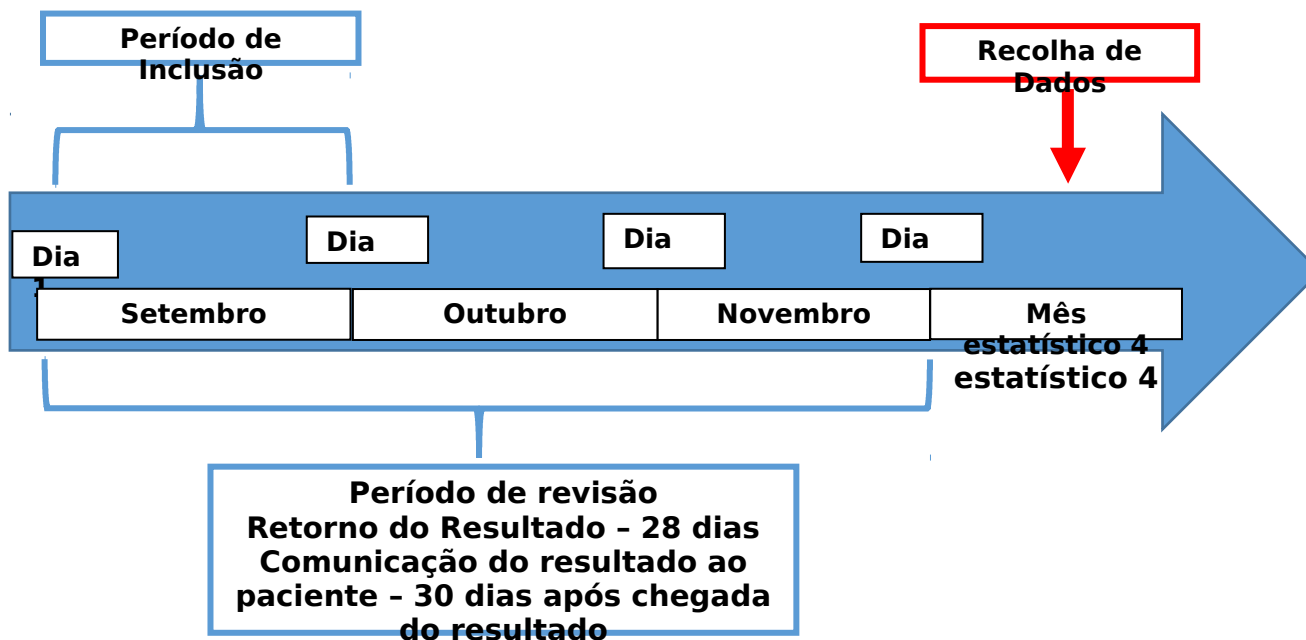 Período de
Inclusão
Recolha de
Dados
Dia
Dia
Dia
Dia
Setembro
Outubro
Novembro
Mês
estatístico 4
estatístico 4
Período de revisão
Retorno do Resultado – 28 dias
Comunicação do resultado ao
paciente – 30 dias após chegada
do resultado